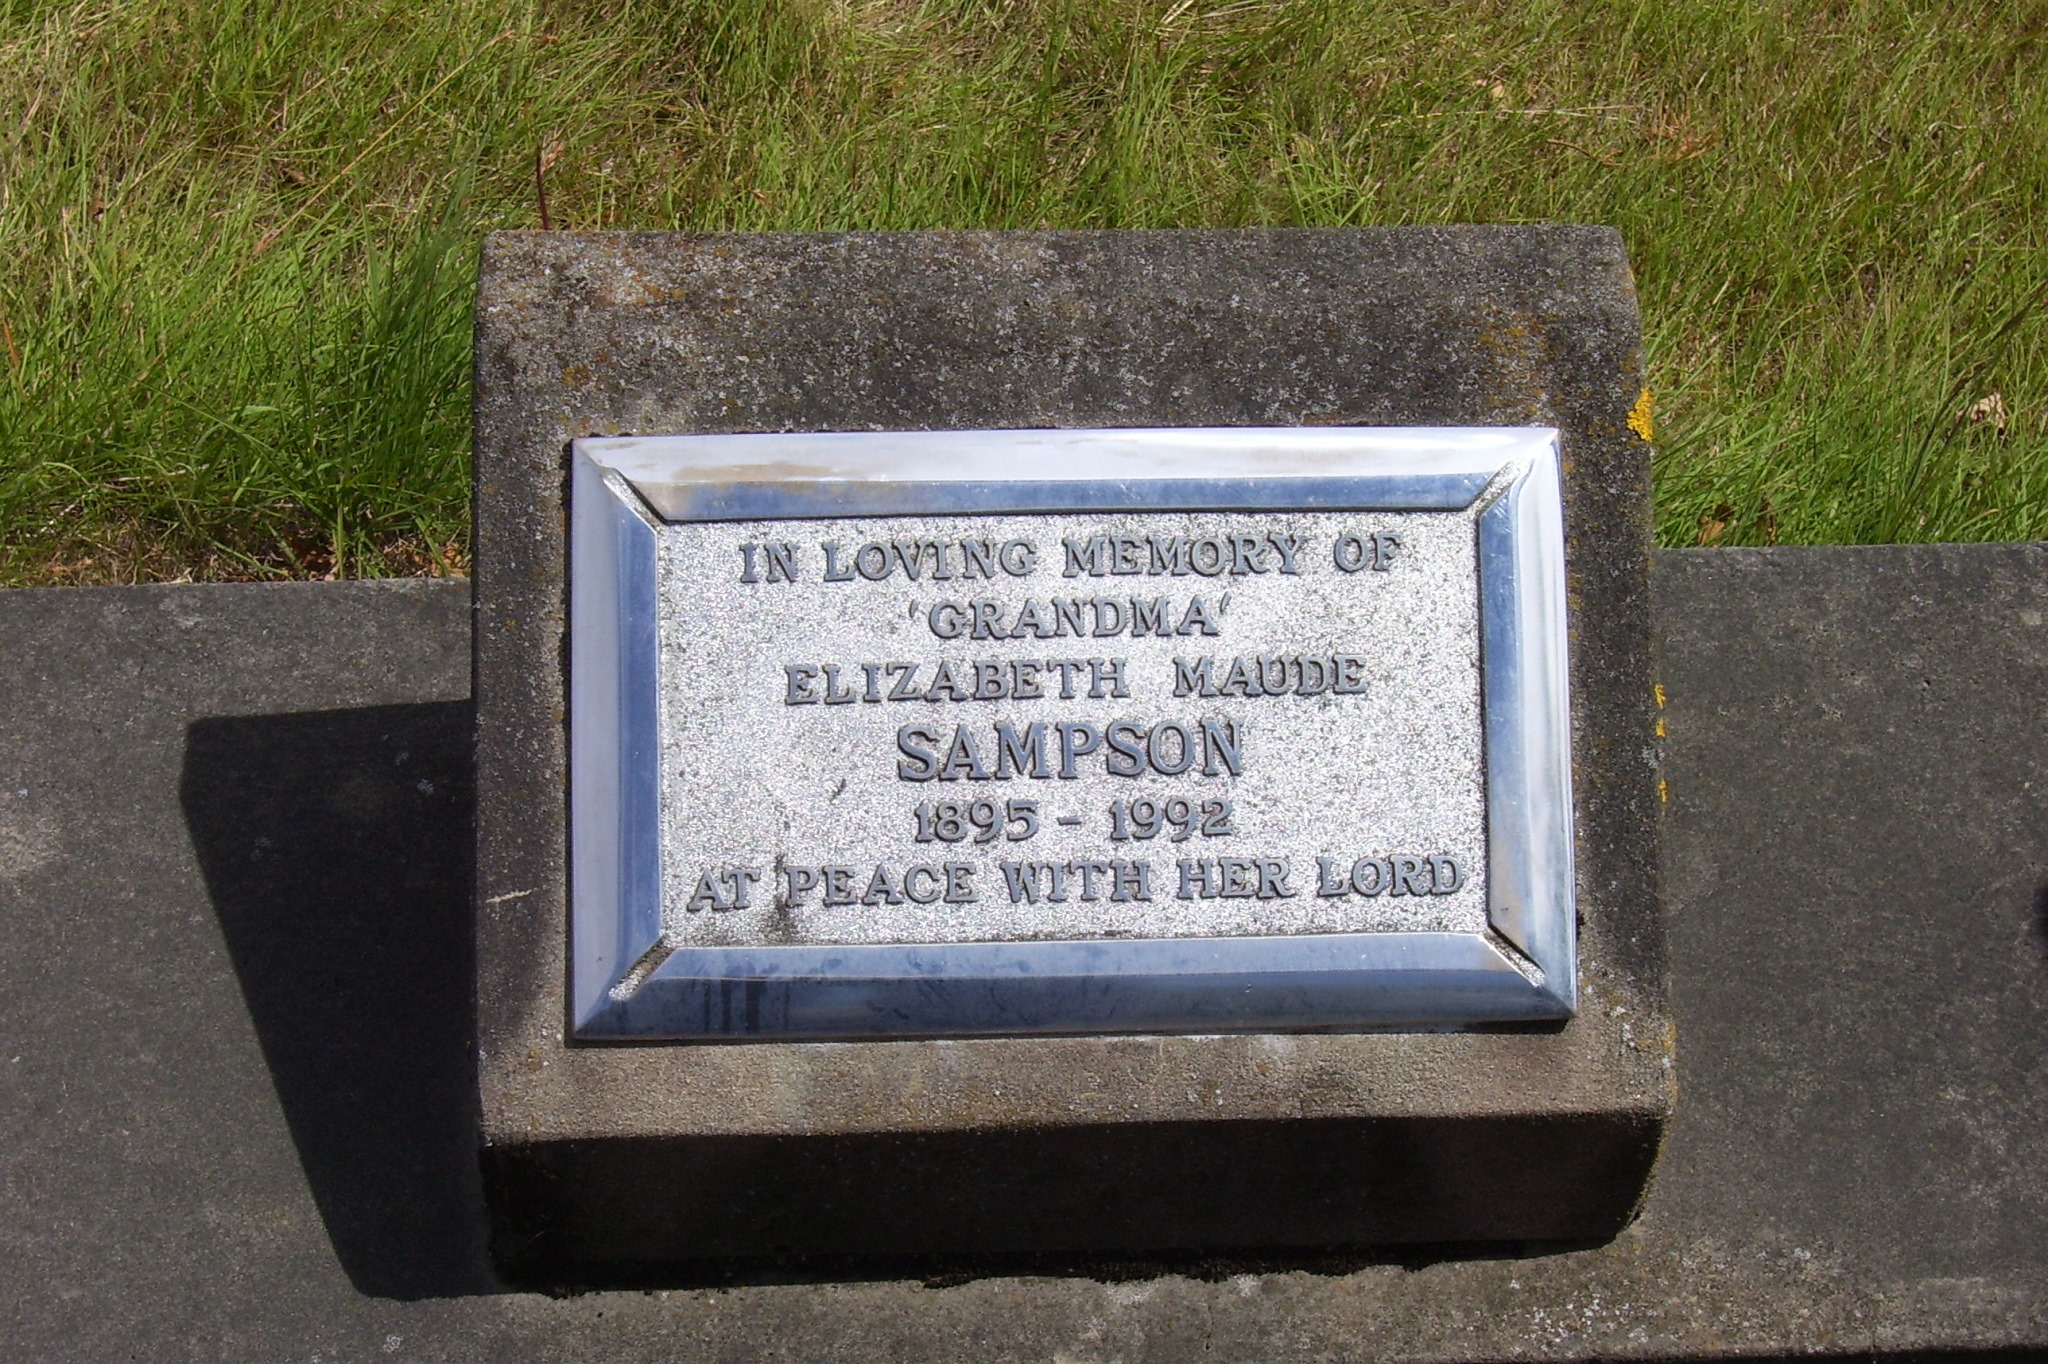 IN LOVING MEMORY OF
'GRANDMA'
ELIZABETH MAUDE
SAMPSON
1895 - 1992
AT PEACE WITH HER LORD